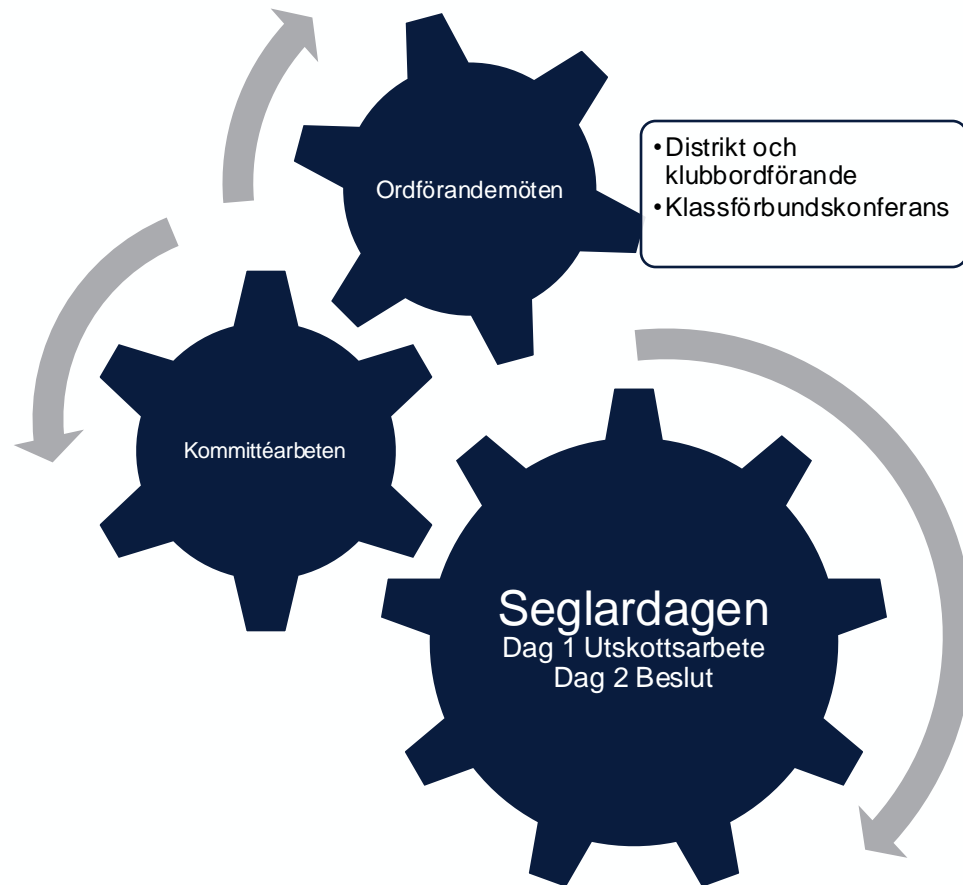 Ordförandemöten
•Distrikt och
klubbordförande
•Klassförbundskonferans
Kommittéarbeten
Seglardagen
Dag 1 Utskottsarbete
Dag 2 Beslut